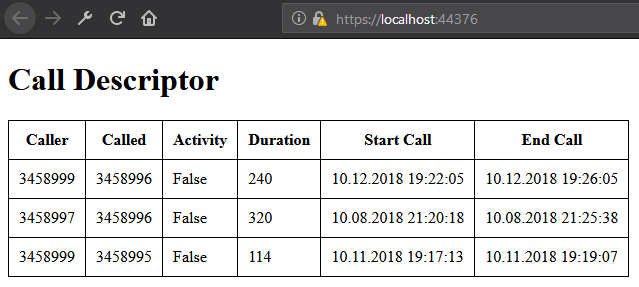 https://localhost:44376
Call Descriptor
Caller Called Activity Duration Start Call End Call
3458999 3458996 False 240 10.12.2018 19:22:05 10.12.2018 19:26:05
3458997 3458996 False 320 10.08.2018 21:20:18 10.08.2018 21:25:38
3458999 3458995 False 114 10.11.2018 19:17:13 10.11.2018 19:19:07